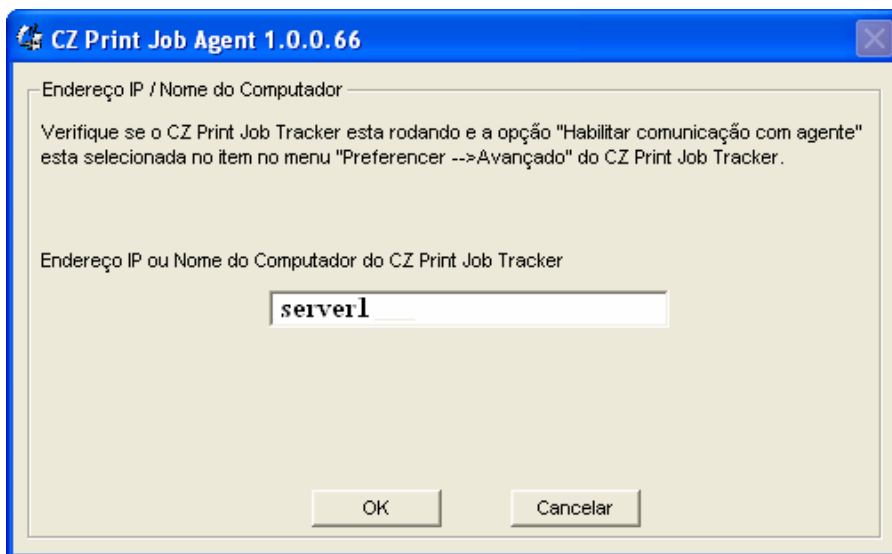 CZ Print Job Agent 1.0.0.66
Endereço IP / Nome do Computador
Verifique se o CZ Print Job Tracker esta rodando e a opção "Habilitar comunicação com agente"
esta selecionada no item no menu "Preferencer -->Avançado" do CZ Print Job Tracker.
Endereço IP ou Nome do Computador do CZ Print Job Tracker
server1
OK Cancelar